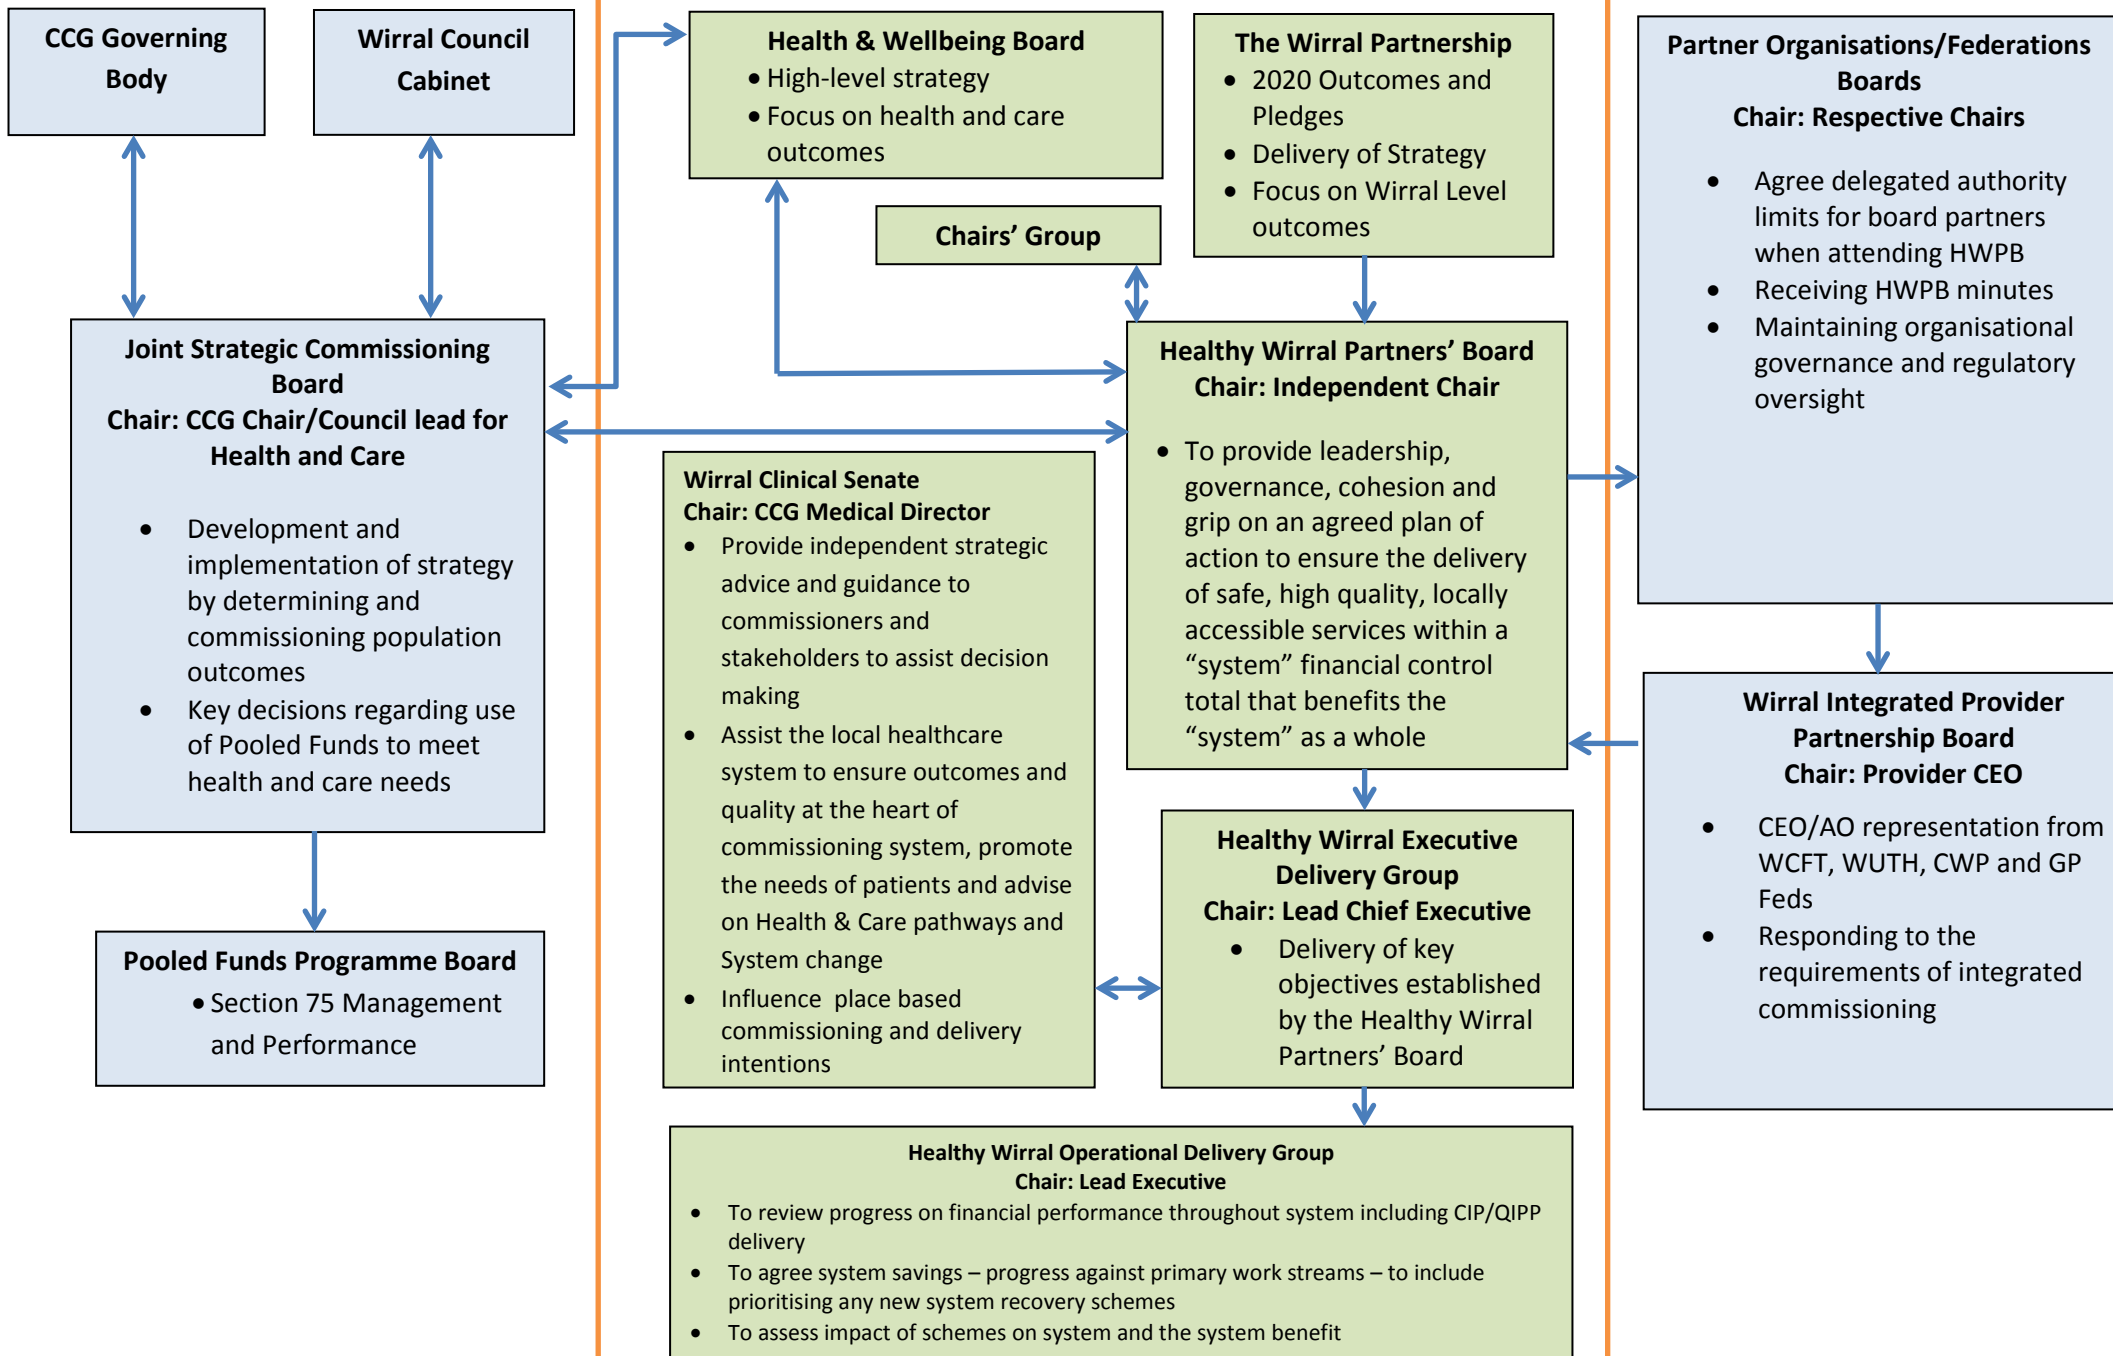 CCG Governing
Body
Wirral Council
Cabinet
Joint Strategic Commissioning
Board
Chair: CCG Chair/Council lead for
Health and Care
• Development and
implementation of strategy
by determining and
commissioning population
outcomes
• Key decisions regarding use
of Pooled Funds to meet
health and care needs
Pooled Funds Programme Board
• Section 75 Management
and Performance
Health & Wellbeing Board
• High-level strategy
• Focus on health and care
outcomes
The Wirral Partnership
• 2020 Outcomes and
Pledges
• Delivery of Strategy
• Focus on Wirral Level
outcomes
Chairs’ Group
Healthy Wirral Partners’ Board
Chair: Independent Chair
• To provide leadership,
governance, cohesion and
grip on an agreed plan of
action to ensure the delivery
of safe, high quality, locally
accessible services within a
“system” financial control
total that benefits the
“system” as a whole
Wirral Clinical Senate
Chair: CCG Medical Director
• Provide independent strategic
advice and guidance to
commissioners and
stakeholders to assist decision
making
• Assist the local healthcare
system to ensure outcomes and
quality at the heart of
commissioning system, promote
the needs of patients and advise
on Health & Care pathways and
System change
• Influence place based
commissioning and delivery
intentions
Healthy Wirral Executive
Delivery Group
Chair: Lead Chief Executive
• Delivery of key
objectives established
by the Healthy Wirral
Partners’ Board
Healthy Wirral Operational Delivery Group
Chair: Lead Executive
• To review progress on financial performance throughout system including CIP/QIPP
delivery
• To agree system savings – progress against primary work streams – to include
prioritising any new system recovery schemes
• To assess impact of schemes on system and the system benefit
Partner Organisations/Federations
Boards
Chair: Respective Chairs
• Agree delegated authority
limits for board partners
when attending HWPB
• Receiving HWPB minutes
• Maintaining organisational
governance and regulatory
oversight
Wirral Integrated Provider
Partnership Board
Chair: Provider CEO
• CEO/AO representation from
WCFT, WUTH, CWP and GP
Feds
• Responding to the
requirements of integrated
commissioning